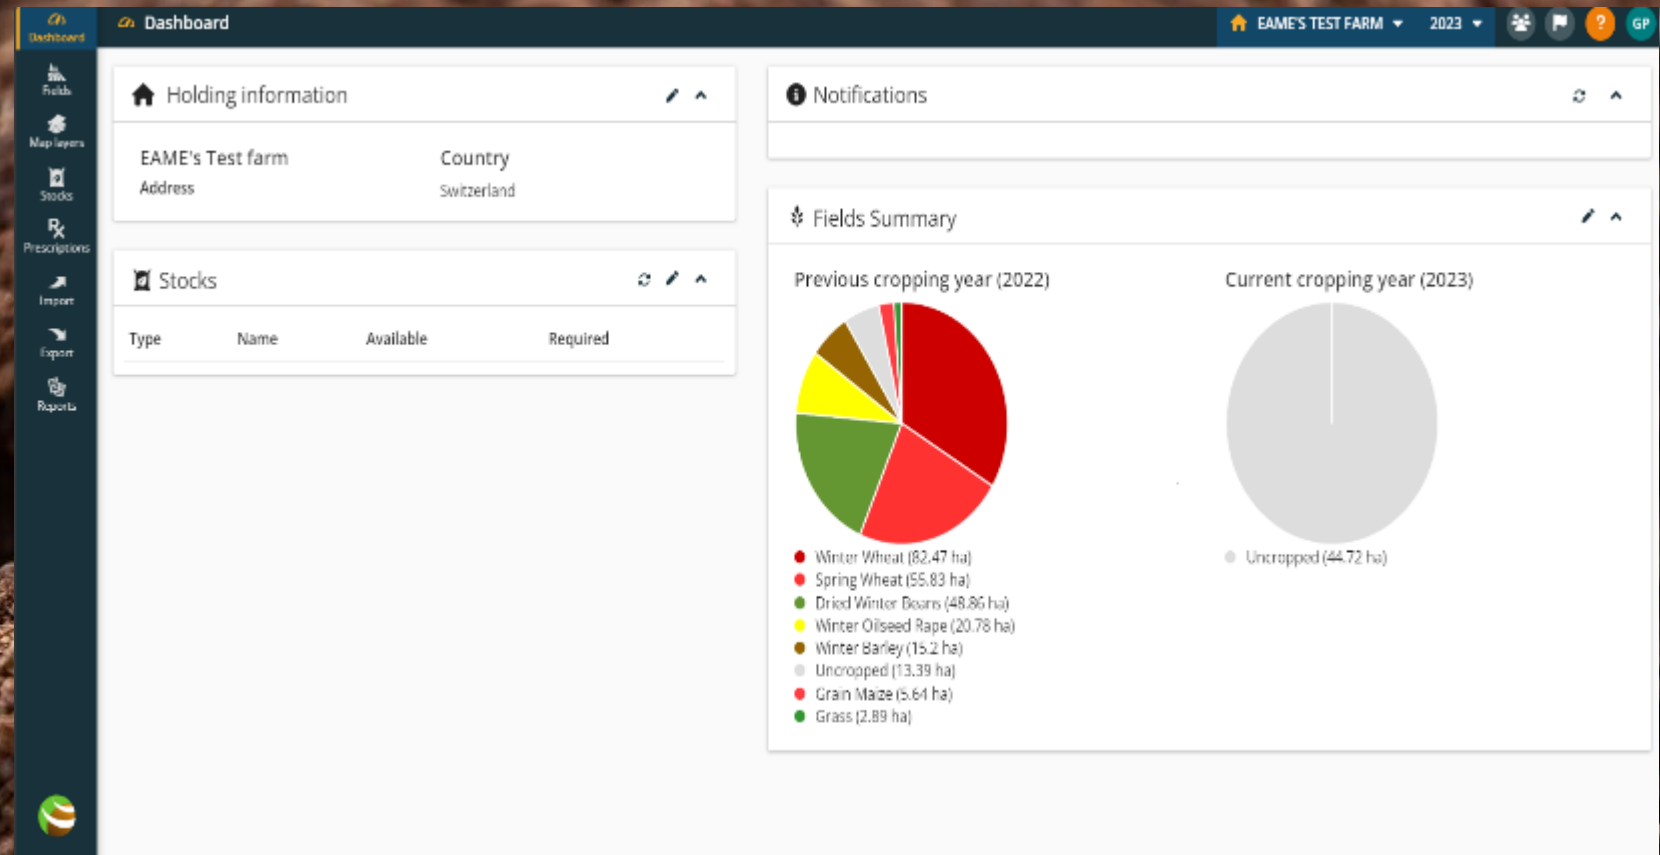 Dashboard
Dashboard
EAME'S TEST FARM
2023
?
GP
Fields
Map layers
Stocks
Prescriptions
Import
Export
Reports
Holding information
EAME's Test farm
Country
Address
Switzerland
Stocks
Type
Name
Available
Required
Notifications
Fields Summary
Previous cropping year (2022)
Winter Wheat (82.47 ha)
Spring Wheat (55.83 ha)
Dried Winter Beans (48.86 ha)
Winter Oilseed Rape (20.78 ha)
Winter Barley (15.2 ha)
Uncropped (13.39 ha)
Grain Maize (5.64 ha)
Grass (2.89 ha)
Current cropping year (2023)
Uncropped (44.72 ha)